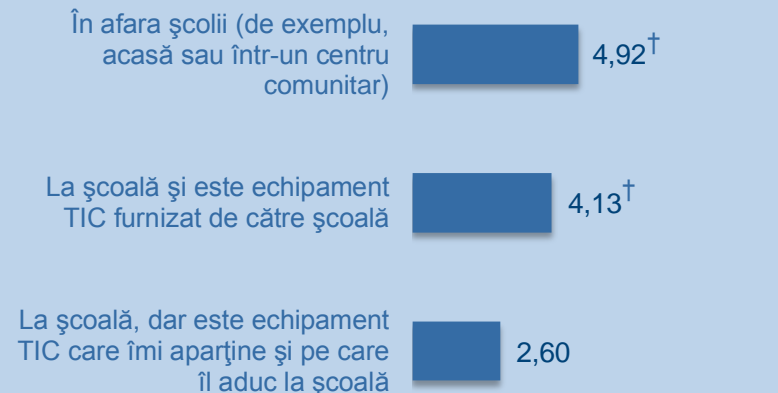 În afara şcolii (de exemplu,
acasă sau într-un centru
comunitar)
4,92†
La şcoală şi este echipament
TIC furnizat de către şcoală
4,13†
La şcoală, dar este echipament
TIC care îmi aparţine şi pe care
îl aduc la şcoală
2,60